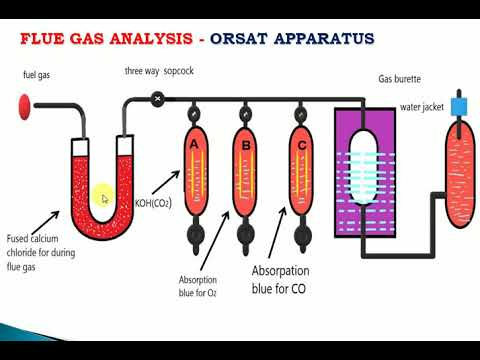 FLUE GAS ANALYSIS - ORSAT APPARATUS
fuel gas
three way sopcock
Gas burette
water jacket
A
B
C
KOH(CO2)
Fused calcium
chloride for during
flue gas
Absorption
blue for O2
Absorpation
blue for CO